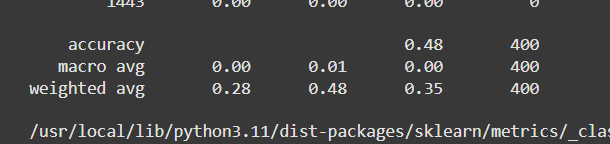 1443 0.00 0.00 0.00 0
accuracy 0.48 400
macro avg 0.00 0.01 0.00 400
weighted avg 0.28 0.48 0.35 400
/usr/local/lib/python3.11/dist-packages/sklearn/metrics/_clas